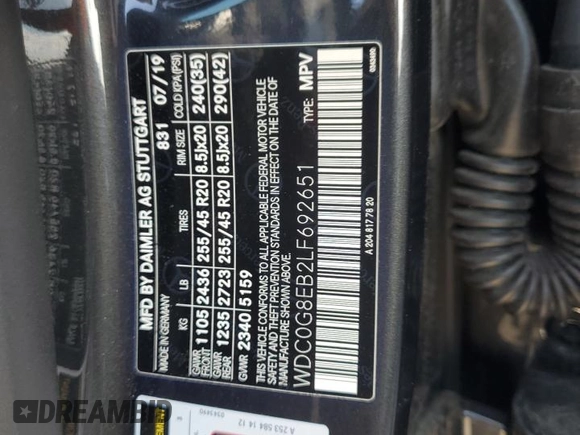 MFD BY DAIMLER AG STUTTGART
MADE IN GERMANY 831 07/19
KG LB TIRES RIM SIZE COLD KPA(PSI)
GAWR FRONT 1105 2436 255/45 R20 8.5Jx20 240(35)
GAWR REAR 1235 2723 255/45 R20 8.5Jx20 290(42)
GVWR 2340 5159
THIS VEHICLE CONFORMS TO ALL APPLICABLE FEDERAL MOTOR VEHICLE
SAFETY AND THEFT PREVENTION STANDARDS IN EFFECT ON THE DATE OF
MANUFACTURE SHOWN ABOVE.
WDC0G8EB2LF692651 TYPE: MPV
A 204 817 78 20
A 253 584 14 12
DREAMBID